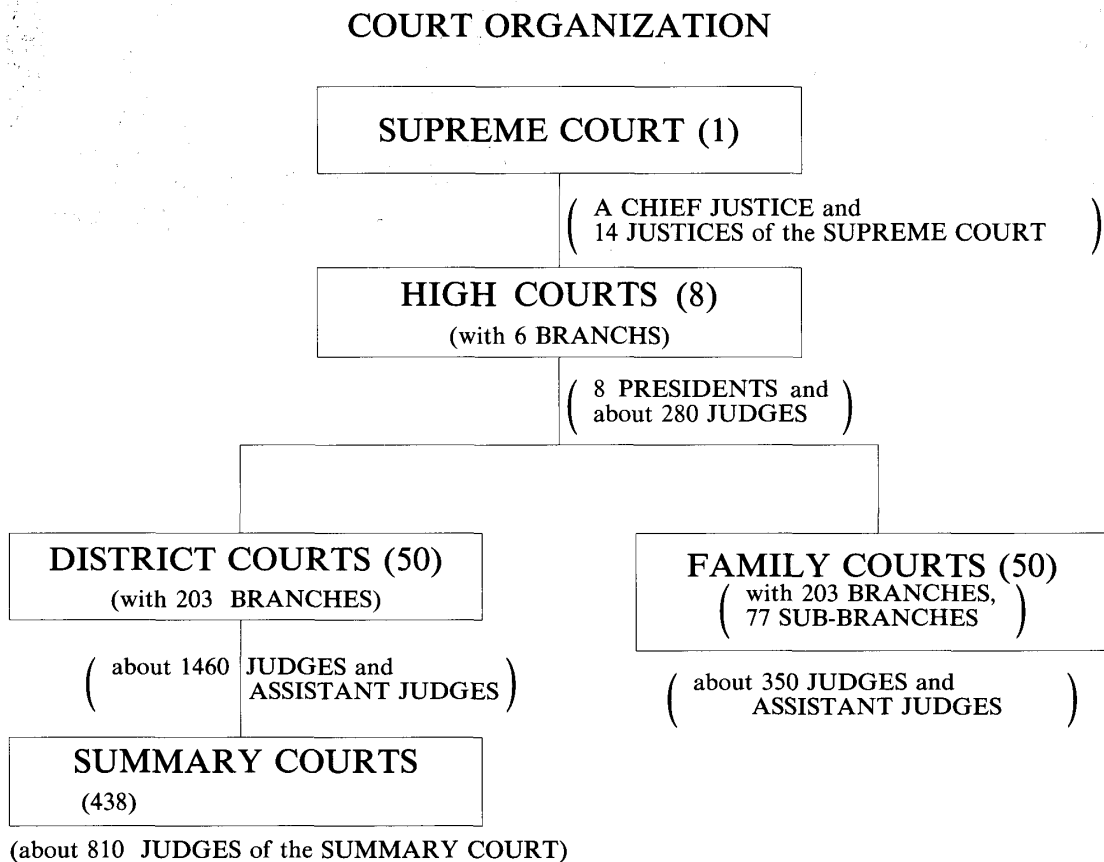 COURT ORGANIZATION
SUPREME COURT (1)
( A CHIEF JUSTICE and
14 JUSTICES of the SUPREME COURT )
HIGH COURTS (8)
(with 6 BRANCHS)
( 8 PRESIDENTS and
about 280 JUDGES )
DISTRICT COURTS (50)
(with 203 BRANCHES)
( about 1460 JUDGES and
ASSISTANT JUDGES )
SUMMARY COURTS
(438)
(about 810 JUDGES of the SUMMARY COURT)
FAMILY COURTS (50)
( with 203 BRANCHES,
77 SUB-BRANCHES )
( about 350 JUDGES and
ASSISTANT JUDGES )